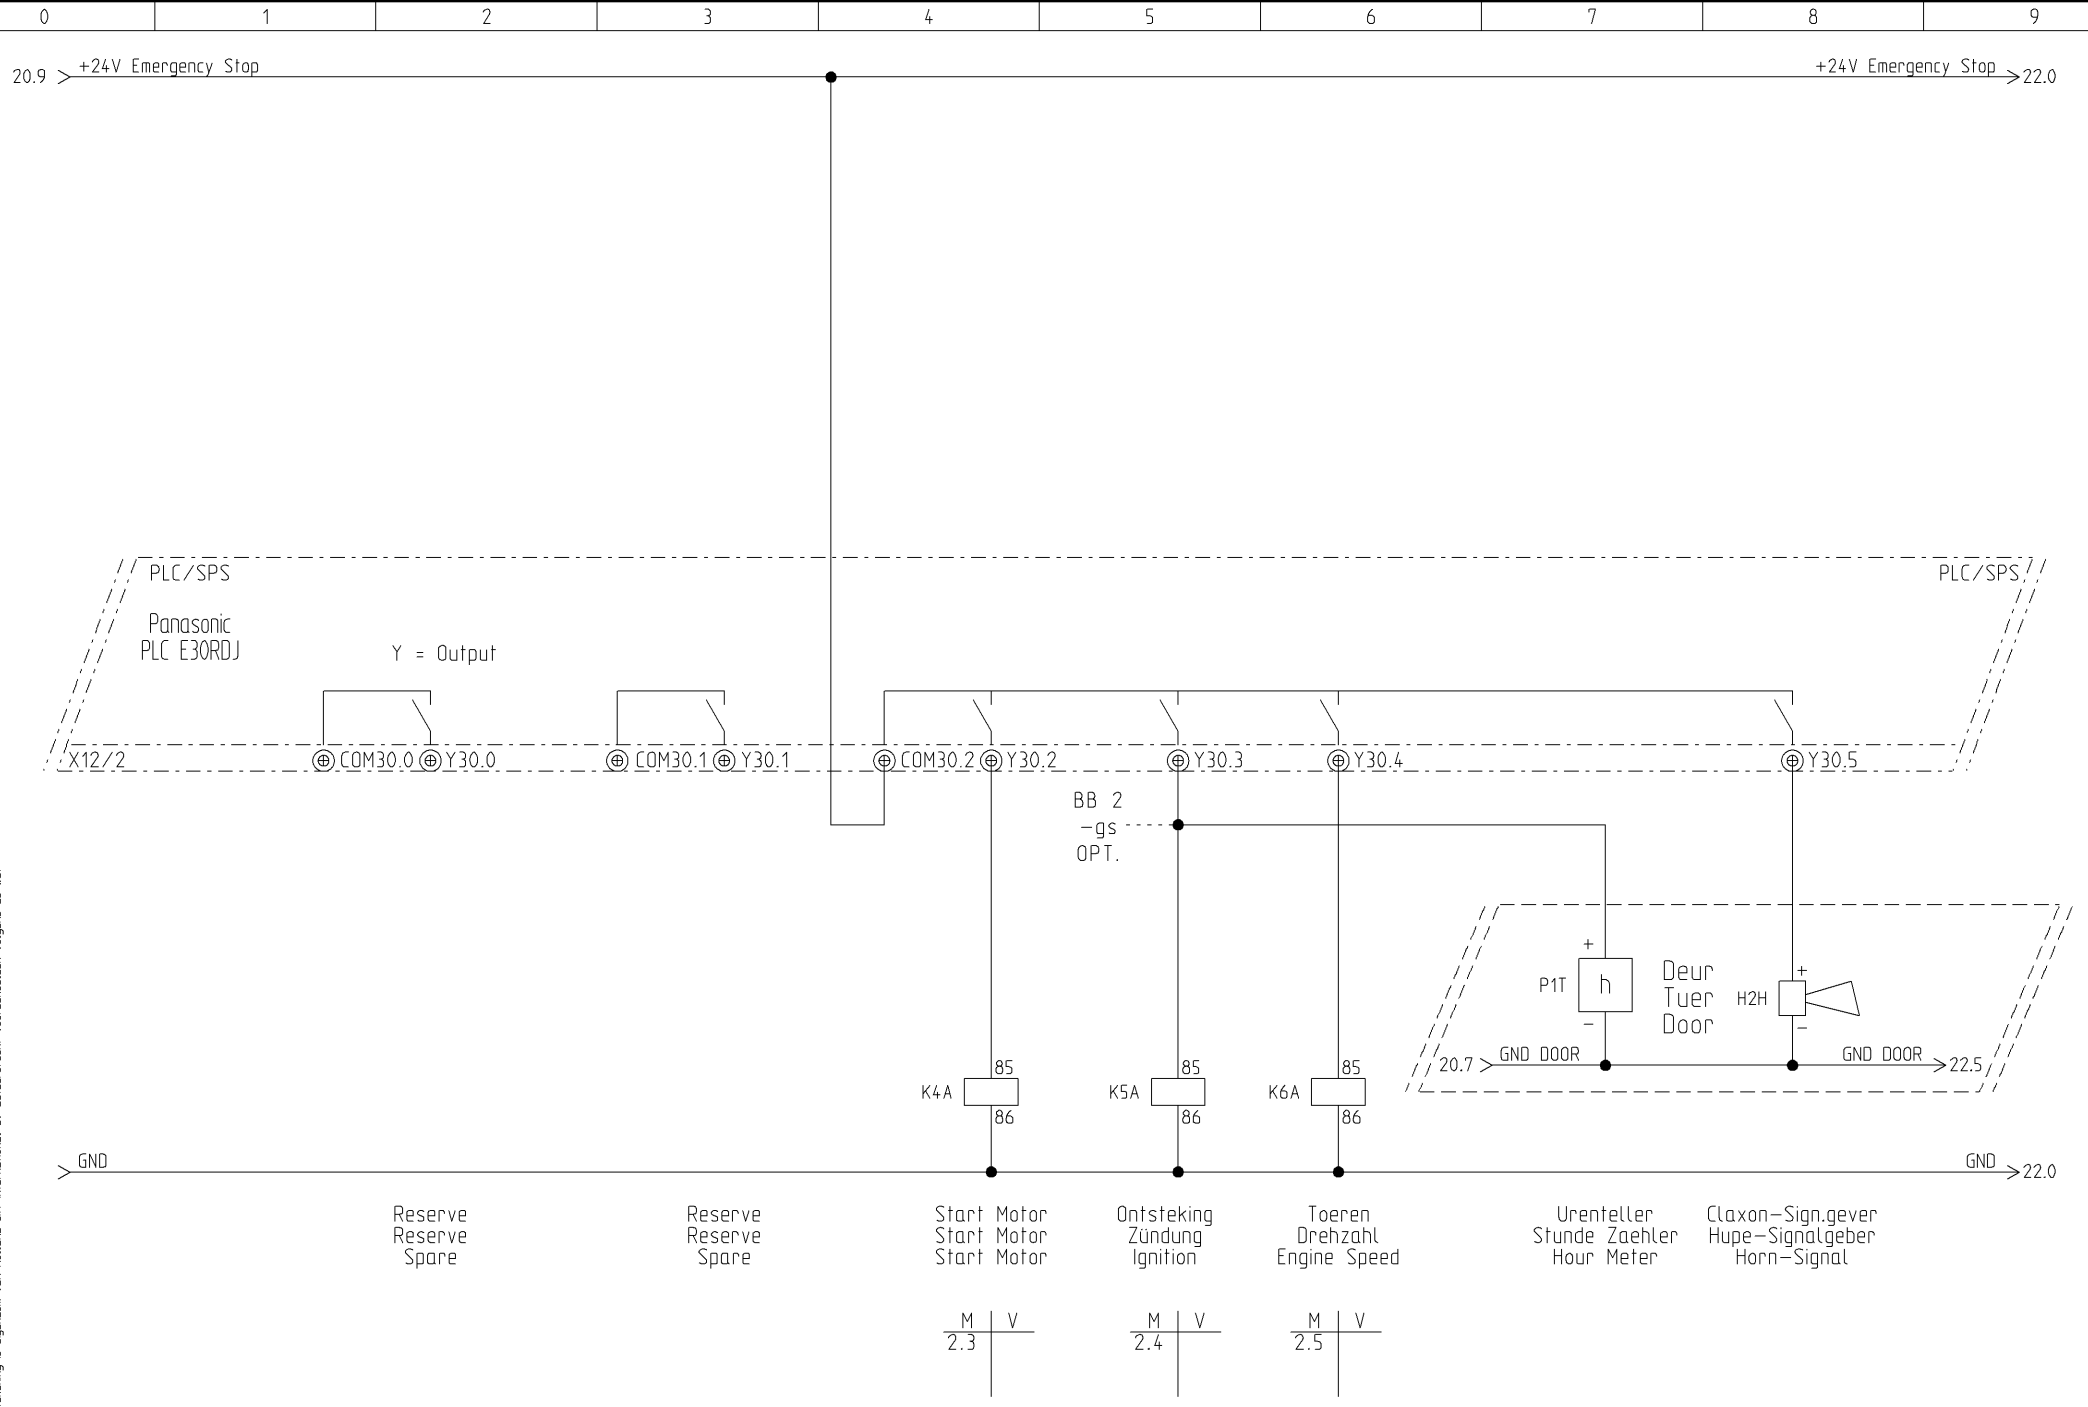 0 1 2 3 4 5 6 7 8 9
+24V Emergency Stop
+24V Emergency Stop
20.9
22.0
PLC/SPS
PLC/SPS
Panasonic
PLC E30RDJ
Y = Output
X12/2 COM30.0 Y30.0 COM30.1 Y30.1 COM30.2 Y30.2 Y30.3 Y30.4 Y30.5
BB 2
-gs
OPT.
+
P1T h
-
Deur
Tuer
Door
+
H2H
-
20.7 GND DOOR GND DOOR 22.5
85 85 85
K4A K5A K6A
86 86 86
GND GND 22.0
Reserve Reserve Start Motor Ontsteking Toeren Urenteller Claxon-Sign.gever
Reserve Reserve Start Motor Zündung Drehzahl Stunde Zaehler Hupe-Signalgeber
Spare Spare Start Motor Ignition Engine Speed Hour Meter Horn-Signal
M V M V M V
2.3 2.4 2.5